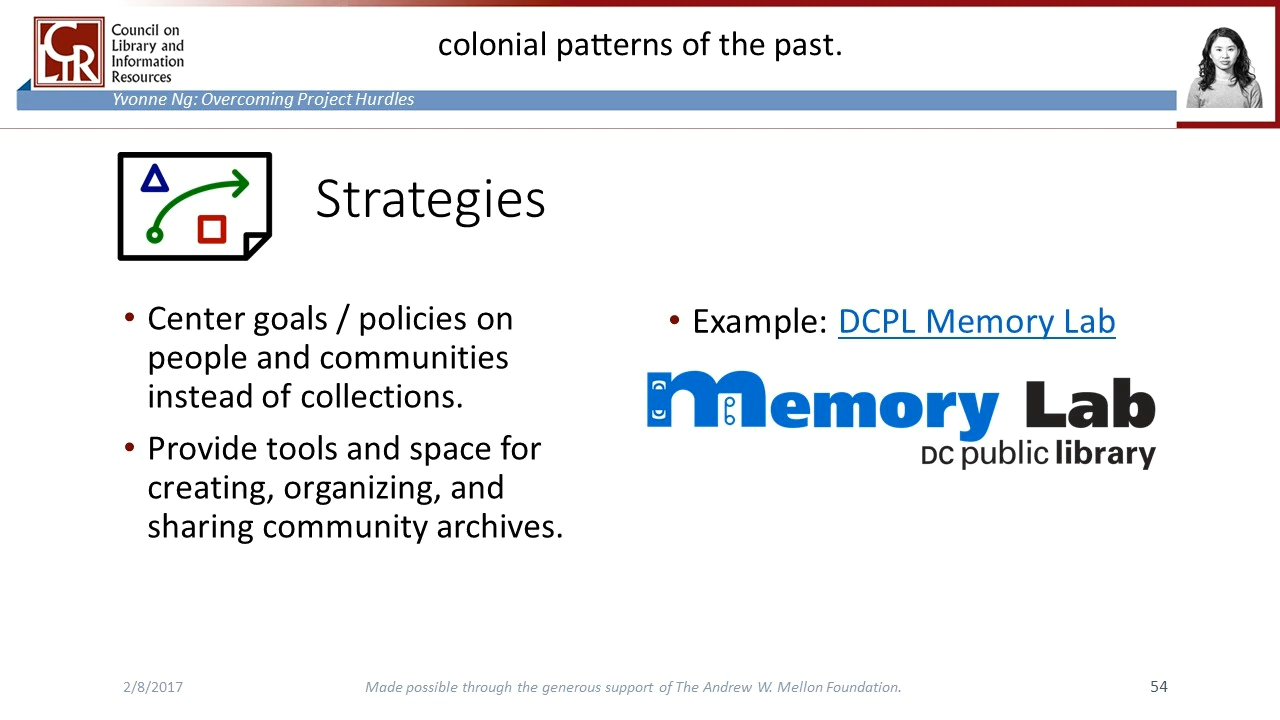 CLIR
Council on
Library and
Information
Resources
colonial patterns of the past.
Yvonne Ng: Overcoming Project Hurdles
Strategies
• Center goals / policies on
people and communities
instead of collections.
• Provide tools and space for
creating, organizing, and
sharing community archives.
• Example: DCPL Memory Lab
Memory Lab
DC public library
2/8/2017
Made possible through the generous support of The Andrew W. Mellon Foundation.
54